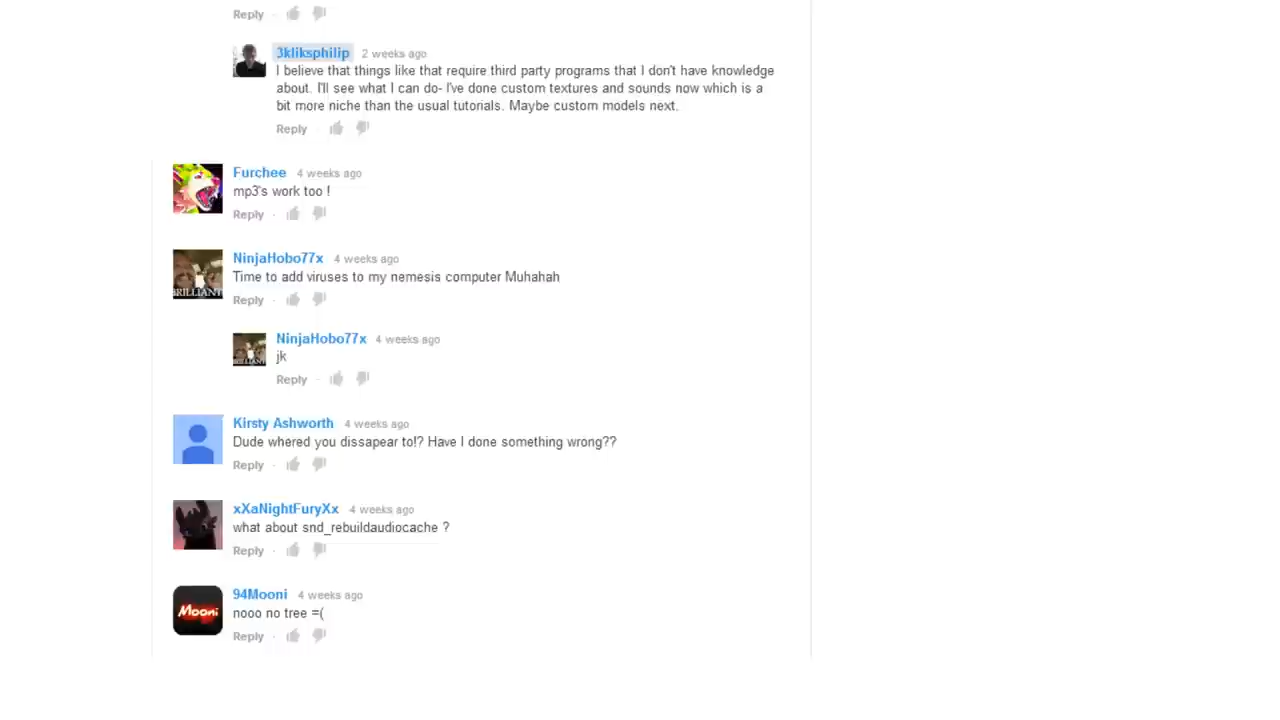 Reply ·
3kliksphilip 2 weeks ago
I believe that things like that require third party programs that I don't have knowledge
about. I'll see what I can do- I've done custom textures and sounds now which is a
bit more niche than the usual tutorials. Maybe custom models next.
Reply ·
Furchee 4 weeks ago
mp3's work too !
Reply ·
NinjaHobo77x 4 weeks ago
Time to add viruses to my nemesis computer Muhahah
BRILLIANT
Reply ·
NinjaHobo77x 4 weeks ago
jk
Reply ·
Kirsty Ashworth 4 weeks ago
Dude whered you dissapear to!? Have I done something wrong??
Reply ·
xXaNightFuryXx 4 weeks ago
what about snd_rebuildaudiocache ?
Reply ·
94Mooni 4 weeks ago
Mooni
nooo no tree =(
Reply ·